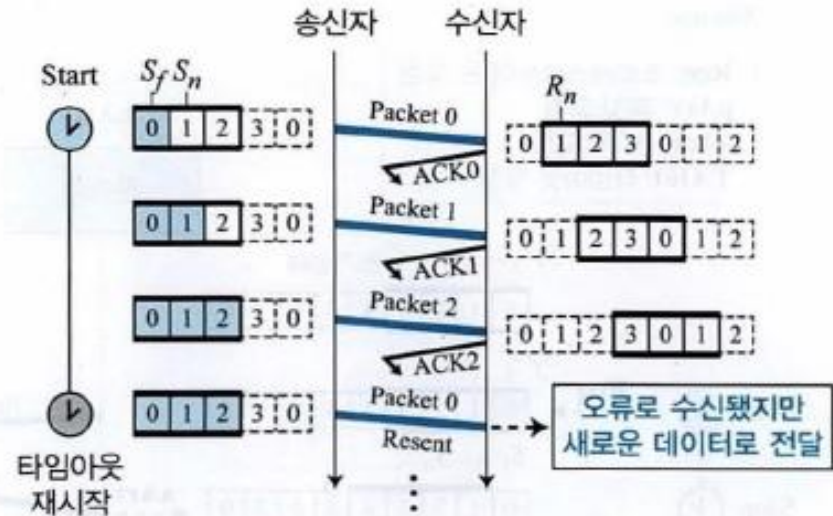 송신자 수신자
Start S_f S_n
R_n
0 1 2 3 0
Packet 0
0 1 2 3 0 1 2
ACK0
0 1 2 3 0
Packet 1
0 1 2 3 0 1 2
ACK1
0 1 2 3 0
Packet 2
0 1 2 3 0 1 2
ACK2
0 1 2 3 0
Packet 0
Resent
오류로 수신됐지만
새로운 데이터로 전달
타임아웃
재시작